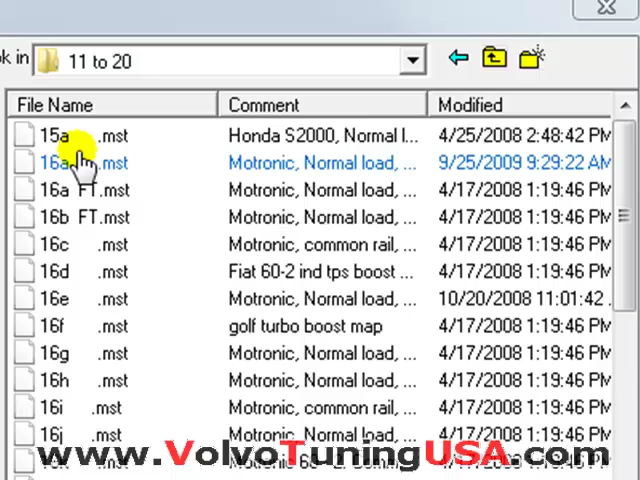 ok in 11 to 20
File Name Comment Modified
15a .mst Honda S2000, Normal l... 4/25/2008 2:48:42 PM
16a .mst Motronic, Normal load, ... 9/25/2009 9:29:22 AM
16a FT.mst Motronic, Normal load, ... 4/17/2008 1:19:46 PM
16b FT.mst Motronic, Normal load, ... 4/17/2008 1:19:46 PM
16c .mst Motronic, common rail, ... 4/17/2008 1:19:46 PM
16d .mst Fiat 60-2 ind tps boost ... 4/17/2008 1:19:46 PM
16e .mst Motronic, Normal load, ... 10/20/2008 11:01:42 .
16f .mst golf turbo boost map 4/17/2008 1:19:46 PM
16g .mst Motronic, Normal load, ... 4/17/2008 1:19:46 PM
16h .mst Motronic, Normal load, ... 4/17/2008 1:19:46 PM
16i .mst Motronic, common rail, ... 4/17/2008 1:19:46 PM
16j .mst Motronic, Normal load, ... 4/17/2008 1:19:46 PM
www.VolvoTuningUSA.com